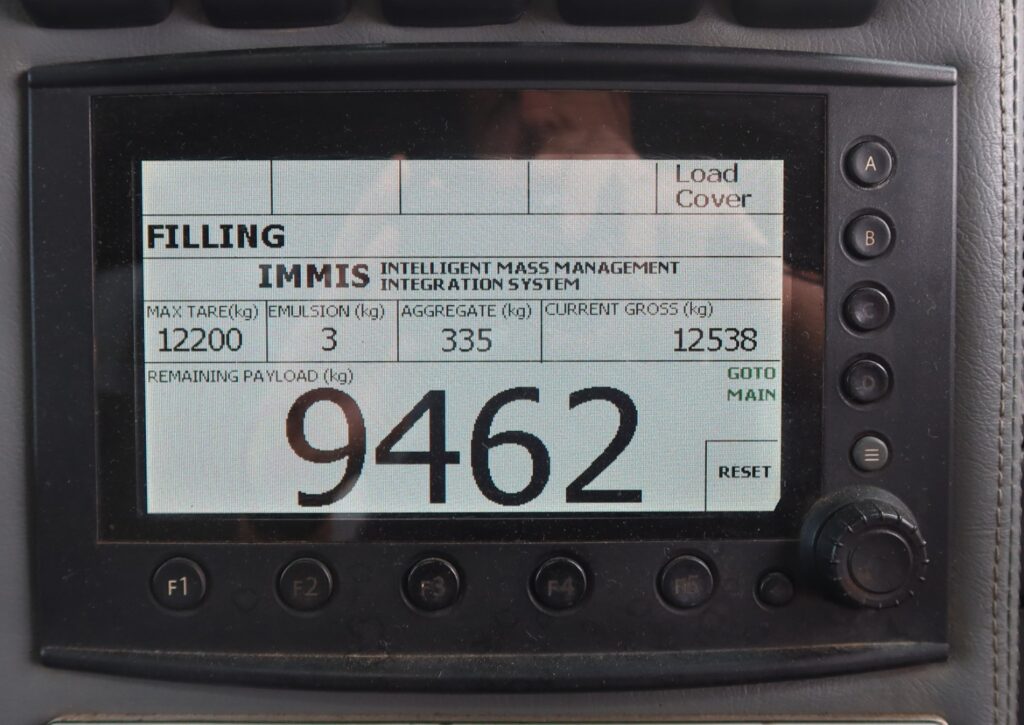 Load
Cover
FILLING
IMMIS INTELLIGENT MASS MANAGEMENT
INTEGRATION SYSTEM
MAX TARE(kg) EMULSION (kg) AGGREGATE (kg) CURRENT GROSS (kg)
12200 3 335 12538
REMAINING PAYLOAD (kg)
9462
GOTO
MAIN
RESET
A
B
C
D
F1 F2 F3 F4 F5